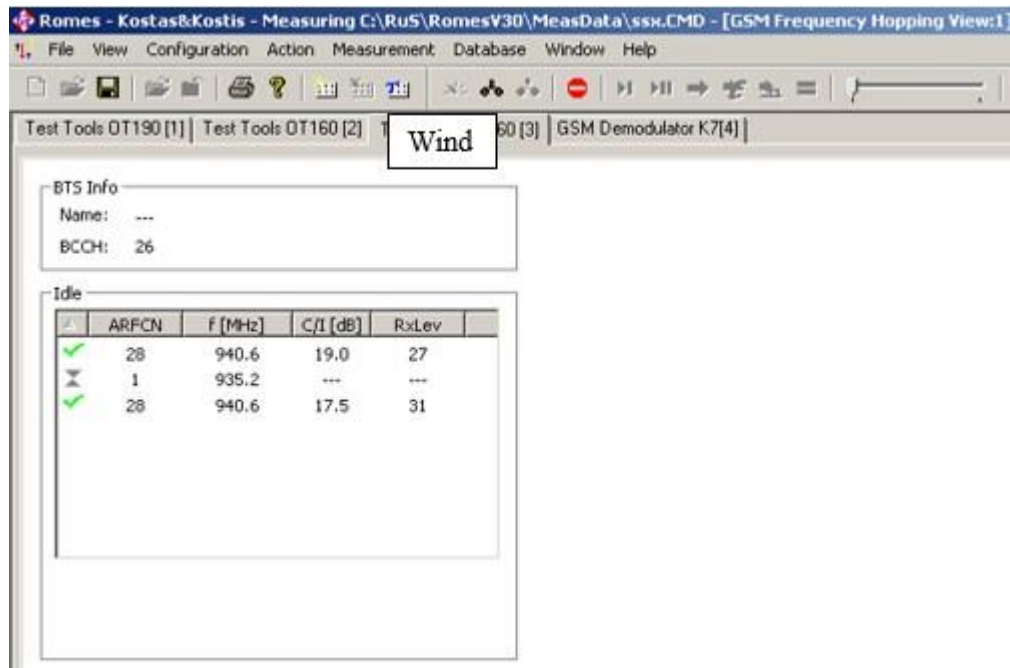 Romes - Kostas&Kostis - Measuring C:\RuS\RomesV30\MeasData\ssx.CMD - [GSM Frequency Hopping View:1]
File View Configuration Action Measurement Database Window Help
Test Tools OT190 [1] Test Tools OT160 [2] T Wind 60 [3] GSM Demodulator K7[4]
BTS Info
Name: ---
BCCH: 26
Idle
ARFCN f [MHz] C/I [dB] RxLev
28 940.6 19.0 27
1 935.2 --- ---
28 940.6 17.5 31